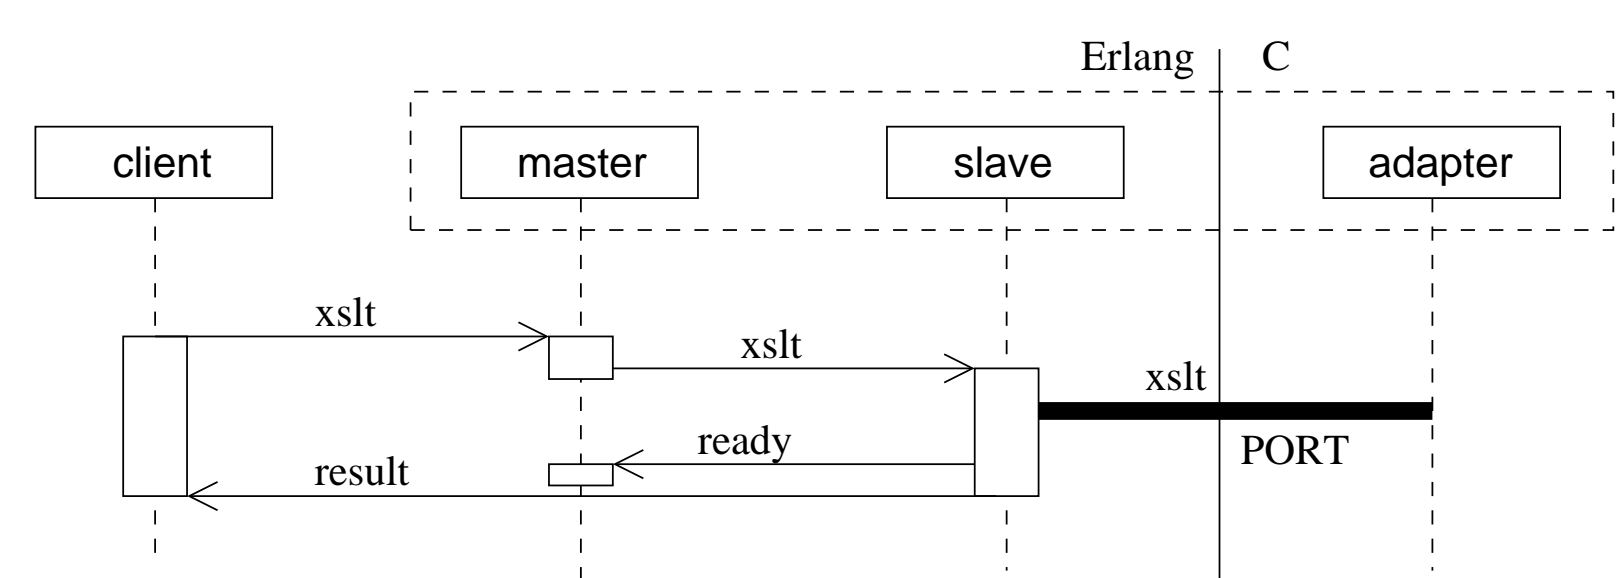 Erlang C
client master slave adapter
xslt
xslt
xslt
ready
PORT
result